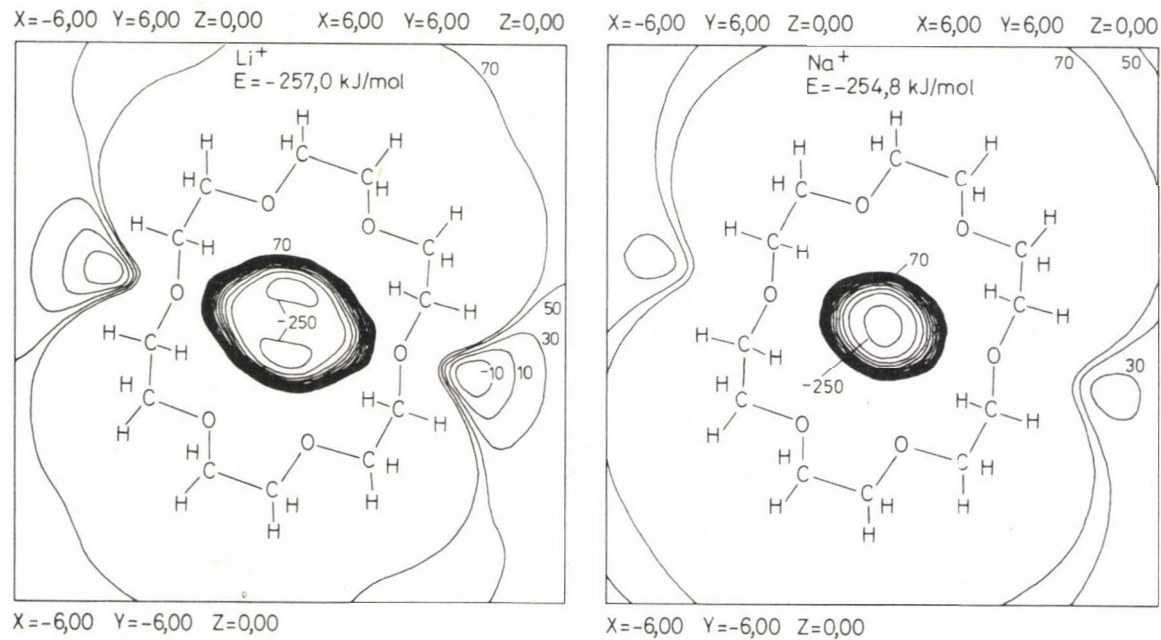 X=-6,00 Y=6,00 Z=0,00 X=6,00 Y=6,00 Z=0,00
Li+
E=-257,0 kJ/mol
70
H
H H C H
H C C H
O H
H C H O C
70
H
O H C H
50
-250
30
H C H O
-10 10
H C H C H
H O
O
H C C H
H C H H
H
X=-6,00 Y=-6,00 Z=0,00
X=-6,00 Y=6,00 Z=0,00 X=6,00 Y=6,00 Z=0,00
Na+
E=-254,8 kJ/mol
70 50
H
H H C H
H C C H
O H
H C H O C
70
H
O H C H
H C H O
30
-250
H C H C H
H O
O
H C C H
H C H H
H
X=-6,00 Y=-6,00 Z=0,00